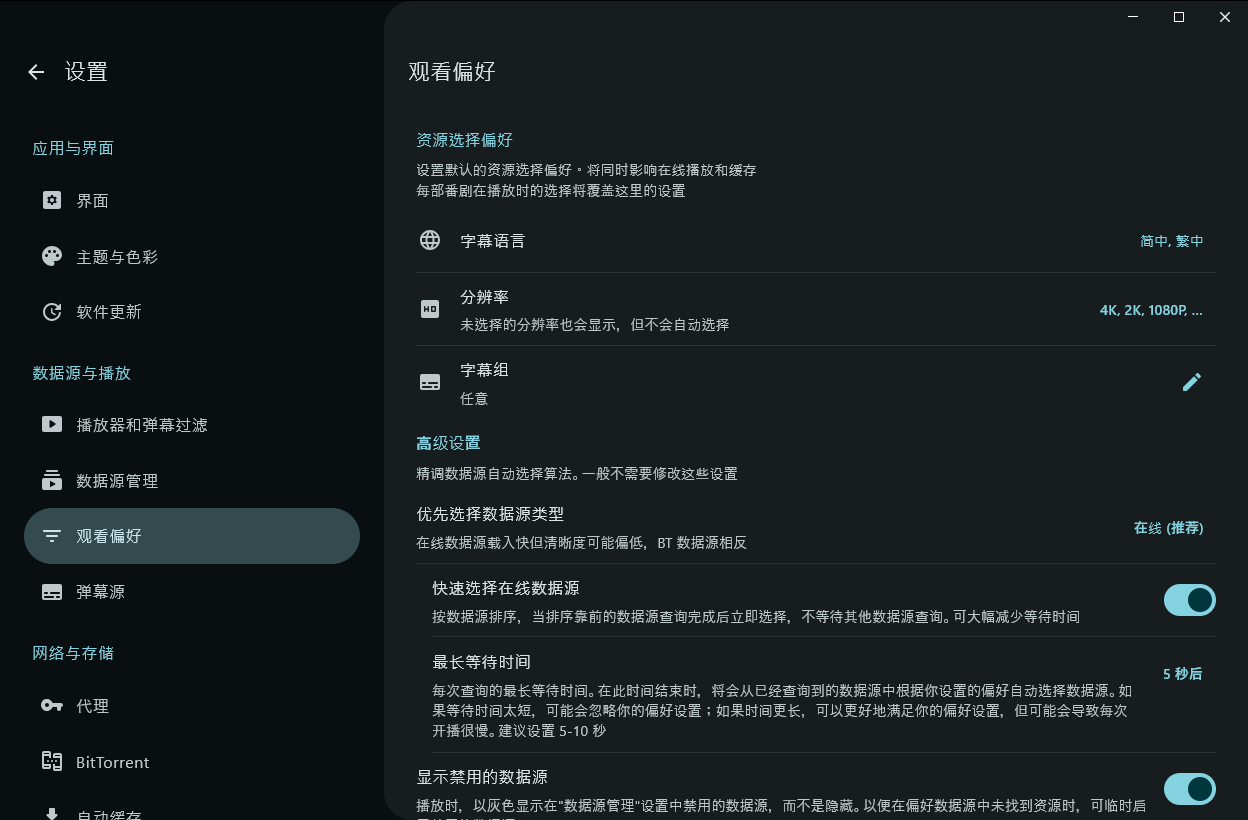 设置
应用与界面
界面
主题与色彩
软件更新
数据源与播放
播放器和弹幕过滤
数据源管理
观看偏好
弹幕源
网络与存储
代理
BitTorrent
自动缓存
观看偏好
资源选择偏好
设置默认的资源选择偏好。将同时影响在线播放和缓存
每部番剧在播放时的选择将覆盖这里的设置
字幕语言
简中, 繁中
分辨率
未选择的分辨率也会显示，但不会自动选择
4K, 2K, 1080P, ...
字幕组
任意
高级设置
精调数据源自动选择算法。一般不需要修改这些设置
优先选择数据源类型
在线数据源载入快但清晰度可能偏低，BT 数据源相反
在线 (推荐)
快速选择在线数据源
按数据源排序，当排序靠前的数据源查询完成后立即选择，不等待其他数据源查询。可大幅减少等待时间
最长等待时间
每次查询的最长等待时间。在此时间结束时，将会从已经查询到的数据源中根据你设置的偏好自动选择数据源。如
果等待时间太短，可能会忽略你的偏好设置；如果时间更长，可以更好地满足你的偏好设置，但可能会导致每次
开播很慢。建议设置 5-10 秒
5 秒后
显示禁用的数据源
播放时，以灰色显示在"数据源管理"设置中禁用的数据源，而不是隐藏。以便在偏好数据源中未找到资源时，可临时启